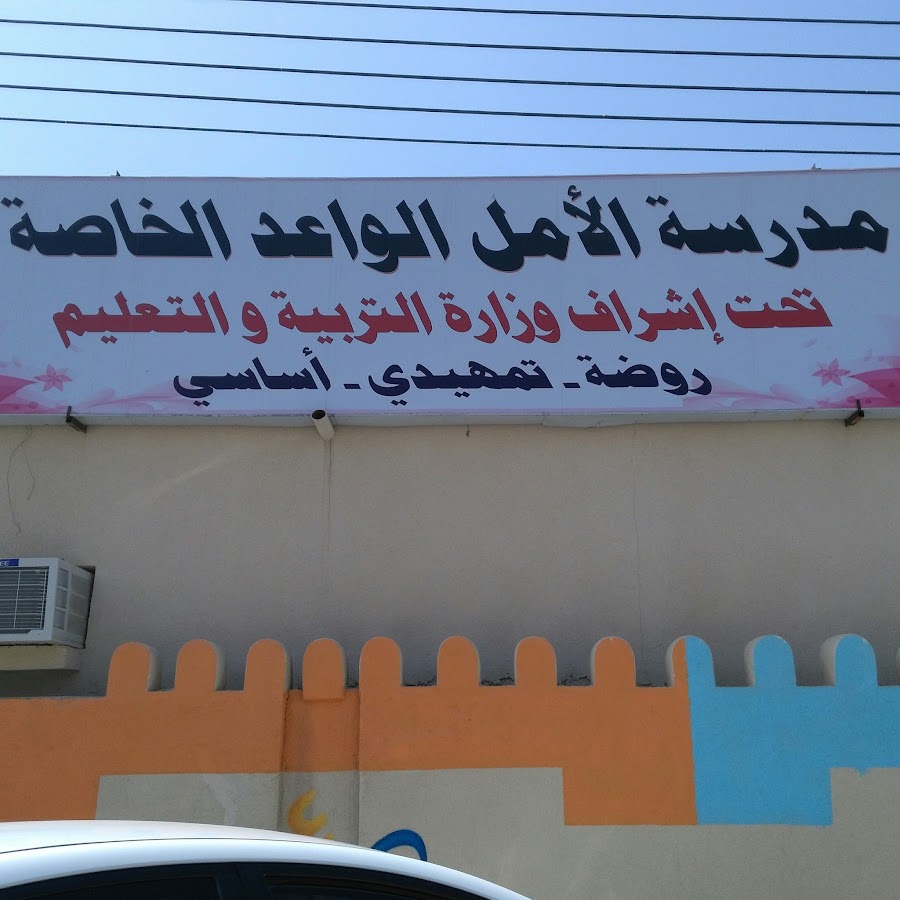 مدرسة الأمل الواعد الخاصة
تحت إشراف وزارة التربية و التعليم
روضة - تمهيدي - أساسي